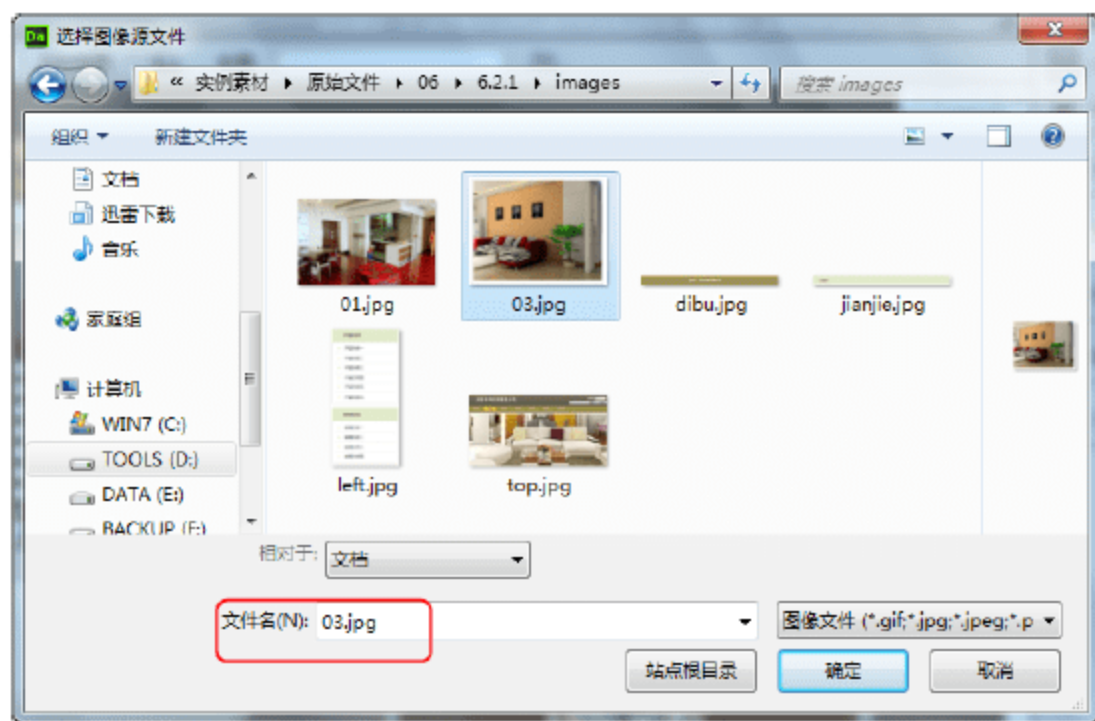 Dw 选择图像源文件
« 实例素材 ▸ 原始文件 ▸ 06 ▸ 6.2.1 ▸ images
搜索 images
组织 新建文件夹
文档
迅雷下载
音乐
家庭组
计算机
WIN7 (C:)
TOOLS (D:)
DATA (E:)
BACKUP (F:)
01.jpg 03.jpg dibu.jpg jianjie.jpg
left.jpg top.jpg
相对于: 文档
文件名(N): 03.jpg 图像文件 (*.gif;*.jpg;*.jpeg;*.p
站点根目录 确定 取消